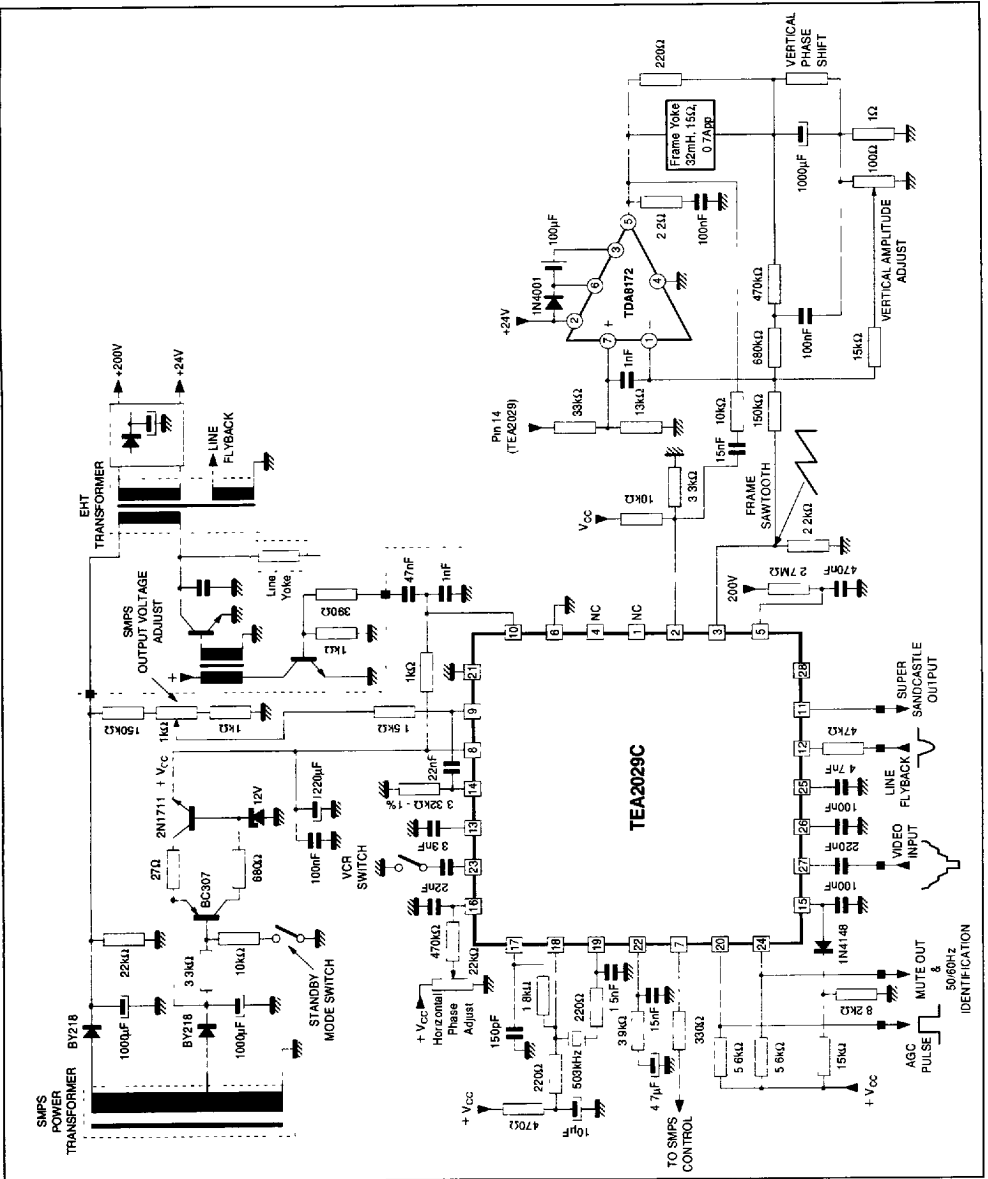 SMPS
POWER
TRANSFORMER
BY218
BY218
1000µF
1000µF
22kΩ
3.3kΩ
10kΩ
STANDBY
MODE SWITCH
BC307
27Ω
680Ω
2N1711
+ VCC
12V
100nF
220µF
150kΩ
1kΩ
1kΩ
SMPS
OUTPUT VOLTAGE
ADJUST
+
Line
Yoke
390Ω
1kΩ
47nF
1nF
1kΩ
EHT
TRANSFORMER
+200V
+24V
LINE
FLYBACK
VCR
SWITCH
+ VCC
Horizontal
Phase
Adjust
22kΩ
470kΩ
22nF
3.3nF
3 32kΩ - 1%
22nF
1 5kΩ
16
23
13
14
8
9
21
10
6
4
NC
1
NC
2
3
5
TEA2029C
17
18
19
22
7
20
24
15
27
26
25
12
11
28
150pF
1 8kΩ
220Ω
1 5nF
503kHz
220Ω
+ VCC
470Ω
10µF
3 9kΩ
15nF
4 7µF
330Ω
TO SMPS
CONTROL
5 6kΩ
5 6kΩ
15kΩ
8.2kΩ
+ VCC
1N4148
AGC
PULSE
MUTE OUT
&
50/60Hz
IDENTIFICATION
100nF
220nF
100nF
4 7nF
47kΩ
VIDEO
INPUT
LINE
FLYBACK
SUPER
SANDCASTLE
OUTPUT
VCC
10kΩ
3 3kΩ
FRAME
SAWTOOTH
2 2kΩ
200V
2 7MΩ
470nF
Pin 14
(TEA2029)
33kΩ
13kΩ
1nF
10kΩ
15nF
150kΩ
+24V
1N4001
100µF
2
6
3
5
7
+
1
-
4
TDA8172
2 2Ω
100nF
680kΩ
470kΩ
100nF
15kΩ
VERTICAL AMPLITUDE
ADJUST
Frame Yoke
32mH, 15Ω,
0 7App
220Ω
VERTICAL
PHASE
SHIFT
1000µF
1Ω
100Ω